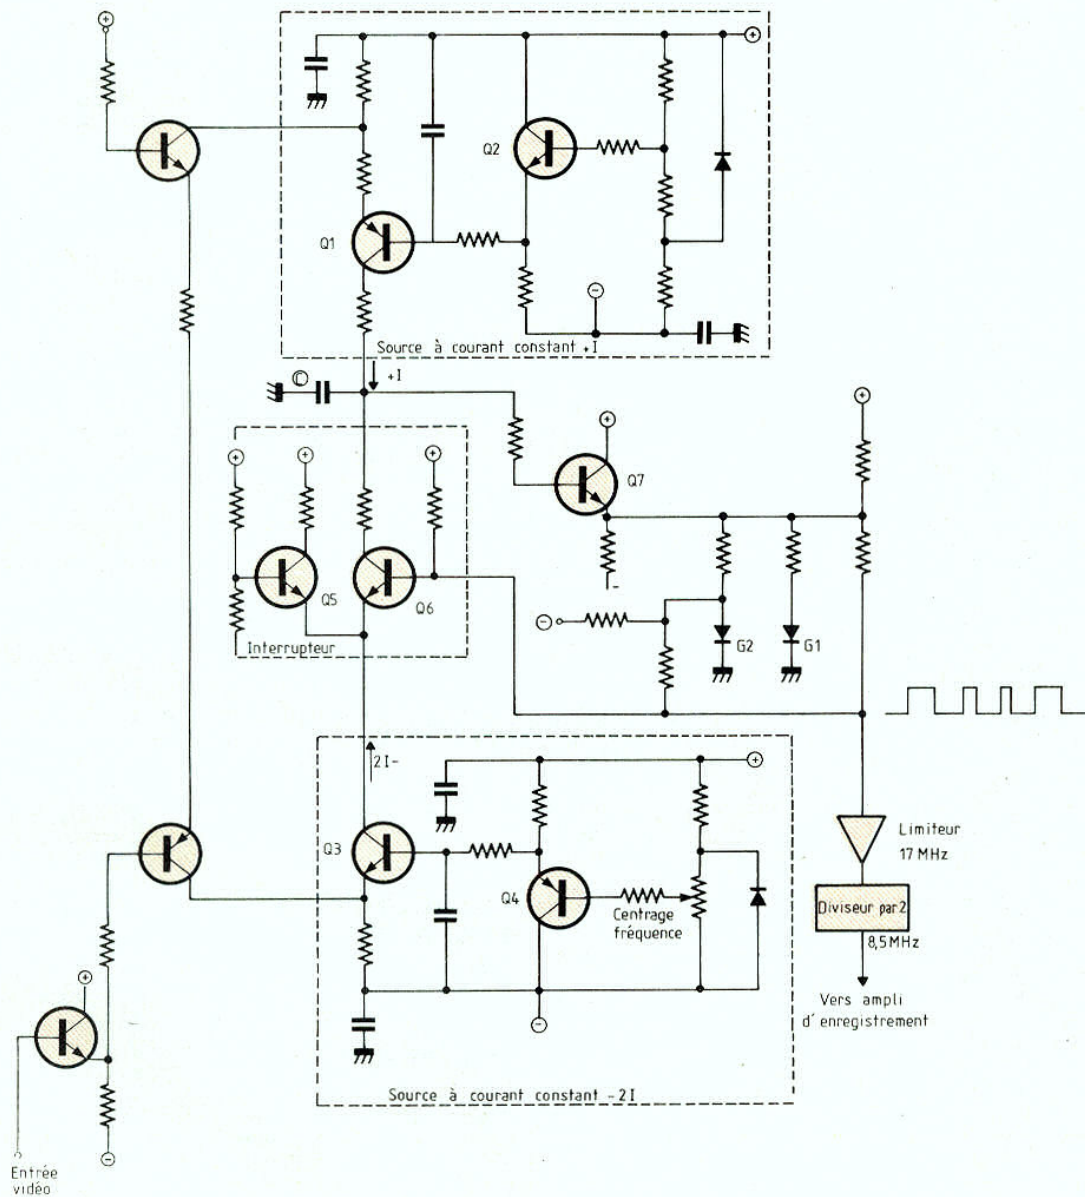 Q2
Q1
Source à courant constant +I
C
+I
Q7
Q5
Q6
Interrupteur
G2
G1
2I-
Q3
Q4
Centrage
fréquence
Limiteur
17 MHz
Diviseur par 2
8,5 MHz
Vers ampli
d'enregistrement
Source à courant constant -2I
Entrée
vidéo